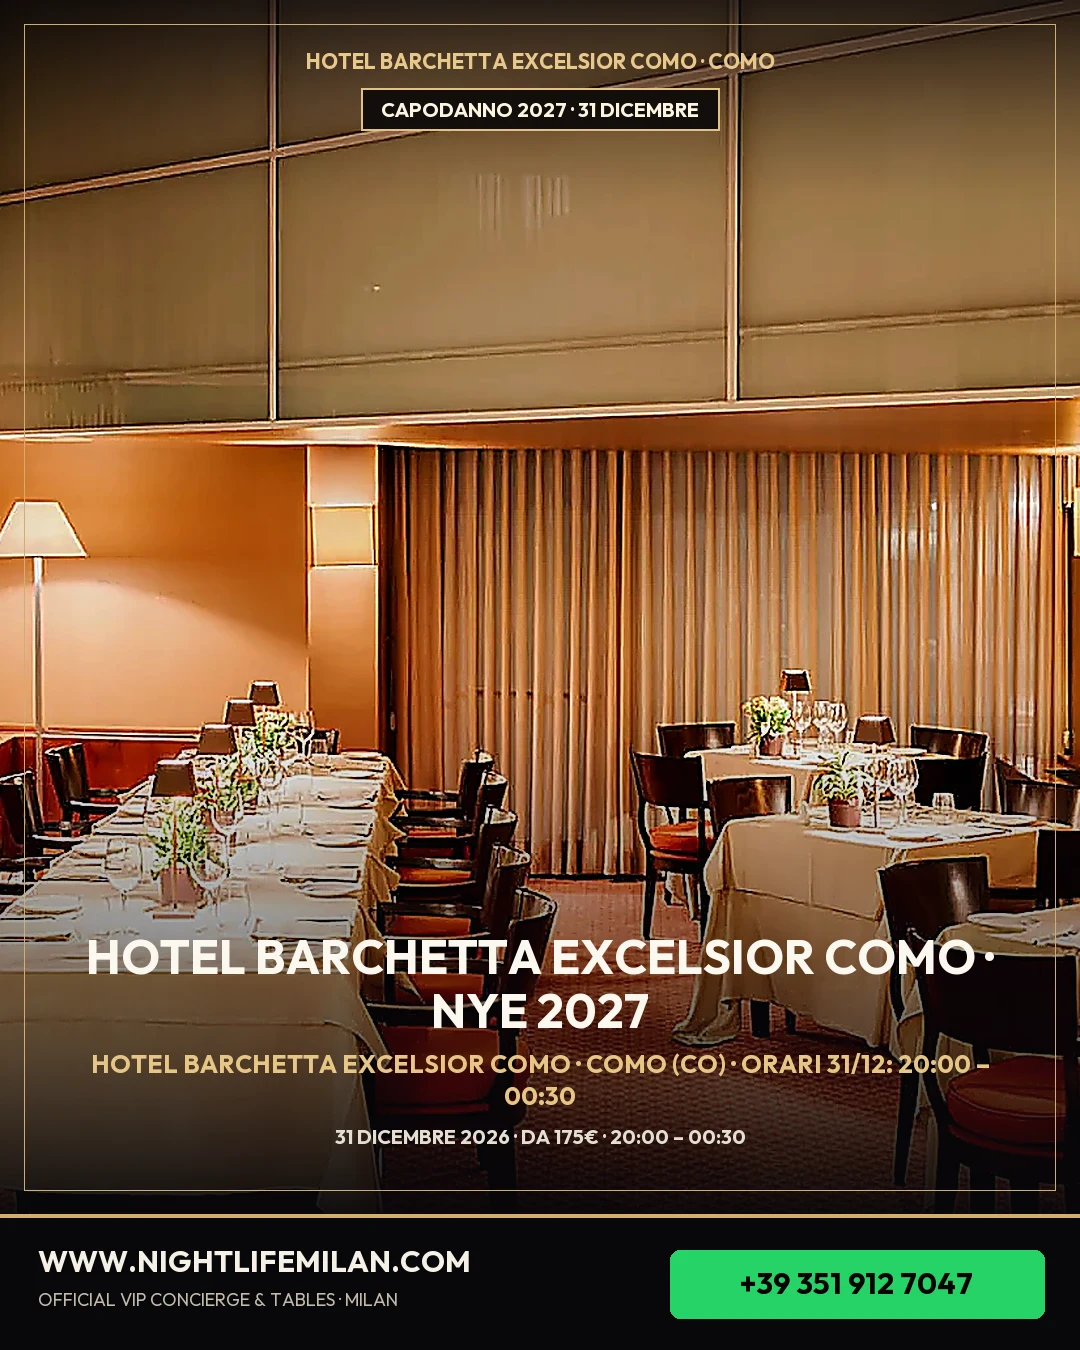 HOTEL BARCHETTA EXCELSIOR COMO · COMO
CAPODANNO 2027 · 31 DICEMBRE
HOTEL BARCHETTA EXCELSIOR COMO ·
NYE 2027
HOTEL BARCHETTA EXCELSIOR COMO · COMO (CO) · ORARI 31/12: 20:00 –
00:30
31 DICEMBRE 2026 · DA 175€ · 20:00 – 00:30
WWW.NIGHTLIFEMILAN.COM
OFFICIAL VIP CONCIERGE & TABLES · MILAN
+39 351 912 7047